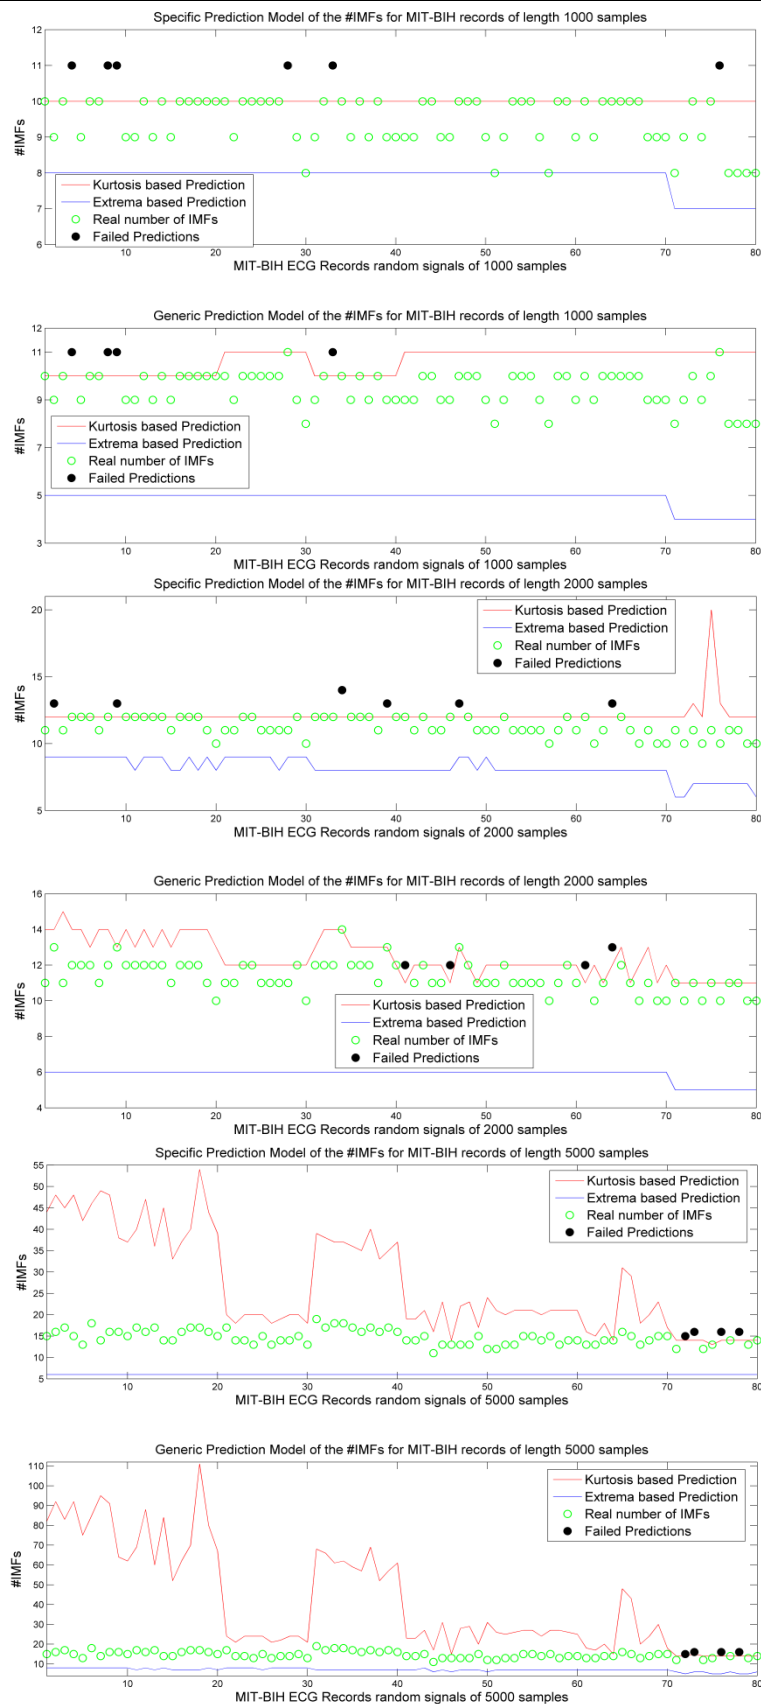 Specific Prediction Model of the #IMFs for MIT-BIH records of length 1000 samples
12
11
10
9
8
7
6
#IMFs
Kurtosis based Prediction
Extrema based Prediction
Real number of IMFs
Failed Predictions
10 20 30 40 50 60 70 80
MIT-BIH ECG Records random signals of 1000 samples
Generic Prediction Model of the #IMFs for MIT-BIH records of length 1000 samples
12
11
9
7
5
3
#IMFs
Kurtosis based Prediction
Extrema based Prediction
Real number of IMFs
Failed Predictions
10 20 30 40 50 60 70 80
MIT-BIH ECG Records random signals of 1000 samples
Specific Prediction Model of the #IMFs for MIT-BIH records of length 2000 samples
20
15
10
5
#IMFs
Kurtosis based Prediction
Extrema based Prediction
Real number of IMFs
Failed Predictions
10 20 30 40 50 60 70 80
MIT-BIH ECG Records random signals of 2000 samples
Generic Prediction Model of the #IMFs for MIT-BIH records of length 2000 samples
16
14
12
10
8
6
4
#IMFs
Kurtosis based Prediction
Extrema based Prediction
Real number of IMFs
Failed Predictions
10 20 30 40 50 60 70 80
MIT-BIH ECG Records random signals of 2000 samples
Specific Prediction Model of the #IMFs for MIT-BIH records of length 5000 samples
55
50
45
40
35
30
25
20
15
10
5
#IMFs
Kurtosis based Prediction
Extrema based Prediction
Real number of IMFs
Failed Predictions
10 20 30 40 50 60 70 80
MIT-BIH ECG Records random signals of 5000 samples
Generic Prediction Model of the #IMFs for MIT-BIH records of length 5000 samples
110
100
90
80
70
60
50
40
30
20
10
#IMFs
Kurtosis based Prediction
Extrema based Prediction
Real number of IMFs
Failed Predictions
10 20 30 40 50 60 70 80
MIT-BIH ECG Records random signals of 5000 samples